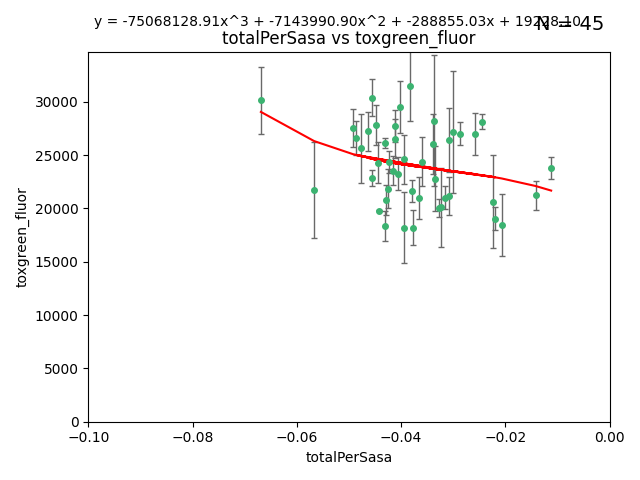 y = -75068128.91x^3 + -7143990.90x^2 + -288855.03x + 19228.10
N = 45
totalPerSasa vs toxgreen_fluor
30000
25000
20000
15000
10000
5000
0
toxgreen_fluor
−0.10 −0.08 −0.06 −0.04 −0.02 0.00
totalPerSasa